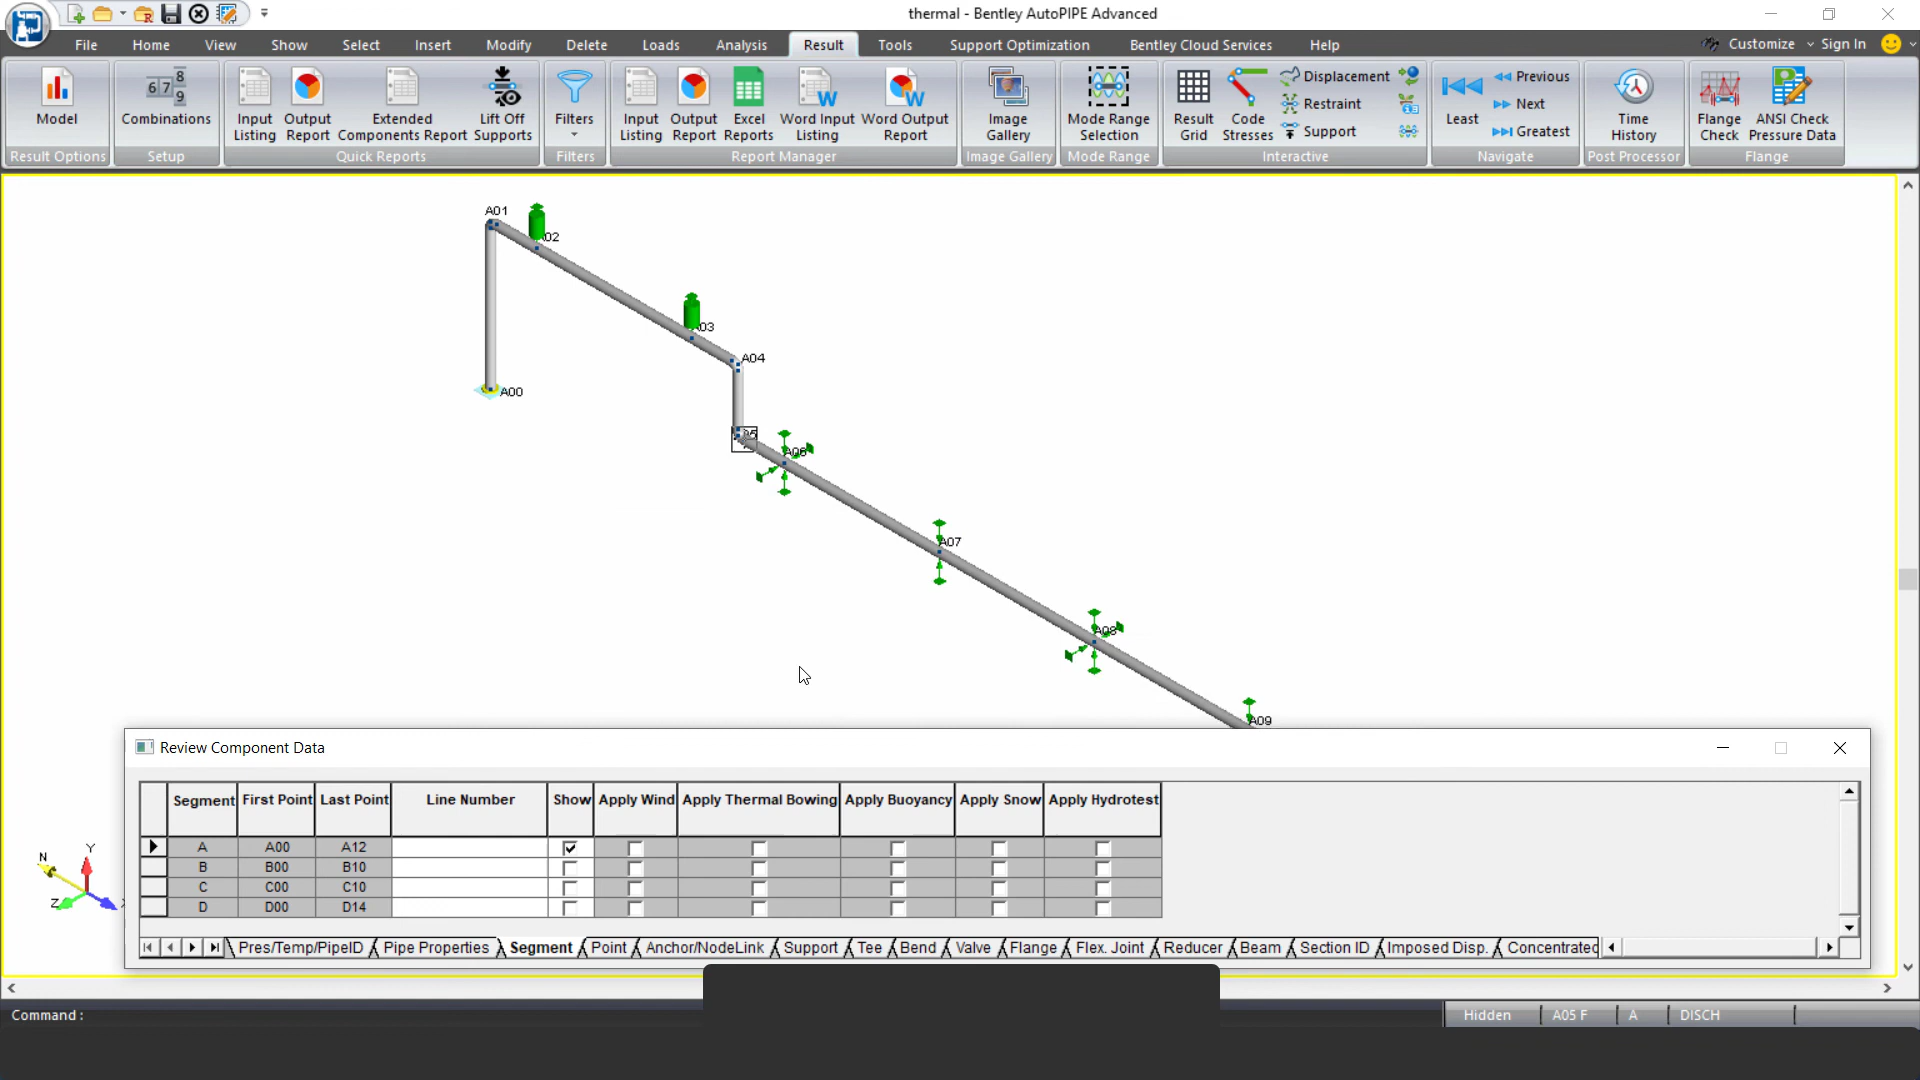 thermal - Bentley AutoPIPE Advanced
File Home View Show Select Insert Modify Delete Loads Analysis Result Tools Support Optimization Bentley Cloud Services Help Customize Sign In
Model
Result Options
Combinations
Setup
Input Listing
Output Report
Extended Components Report
Lift Off Supports
Quick Reports
Filters
Filters
Input Listing
Output Report
Excel Reports
Word Input Listing
Word Output Report
Report Manager
Image Gallery
Image Gallery
Mode Range Selection
Mode Range
Result Grid
Code Stresses
Displacement
Restraint
Support
Interactive
Least
Previous
Next
Greatest
Navigate
Time History
Post Processor
Flange Check
ANSI Check Pressure Data
Flange
A01
02
03
A04
A00
A06
A07
A08
A09
N Y Z
Review Component Data
Segment First Point Last Point Line Number Show Apply Wind Apply Thermal Bowing Apply Buoyancy Apply Snow Apply Hydrotest
A A00 A12
B B00 B10
C C00 C10
D D00 D14
Pres/Temp/PipeID Pipe Properties Segment Point Anchor/NodeLink Support Tee Bend Valve Flange Flex. Joint Reducer Beam Section ID Imposed Disp. Concentrated
Command :
Hidden A05 F A DISCH